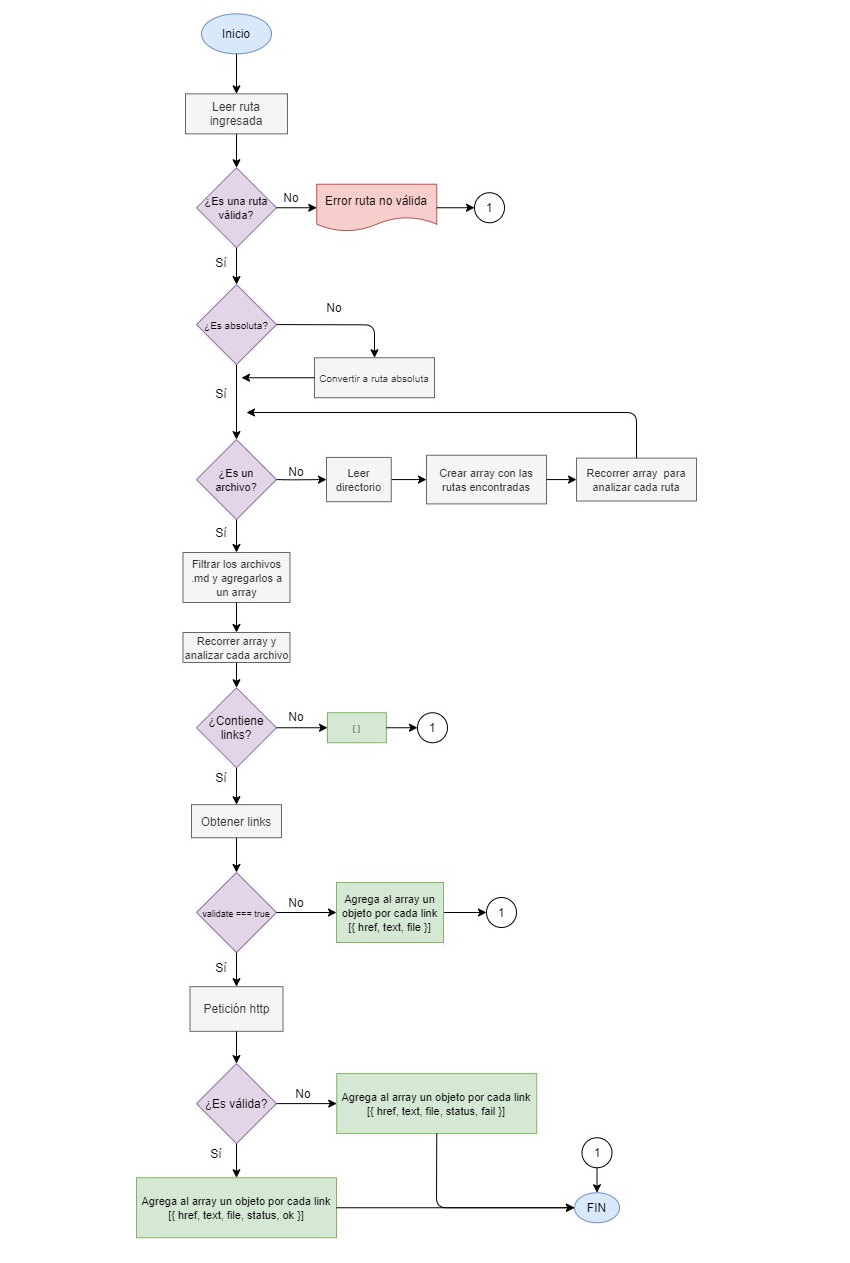 Inicio
Leer ruta
ingresada
¿Es una ruta
válida?
No
Error ruta no válida
1
Sí
¿Es absoluta?
No
Convertir a ruta absoluta
Sí
¿Es un
archivo?
No
Leer
directorio
Crear array con las
rutas encontradas
Recorrer array para
analizar cada ruta
Sí
Filtrar los archivos
.md y agregarlos a
un array
Recorrer array y
analizar cada archivo
¿Contiene
links?
No
[ ]
1
Sí
Obtener links
validate === true
No
Agrega al array un
objeto por cada link
[{ href, text, file }]
1
Sí
Petición http
¿Es válida?
No
Agrega al array un objeto por cada link
[{ href, text, file, status, fail }]
Sí
Agrega al array un objeto por cada link
[{ href, text, file, status, ok }]
1
FIN